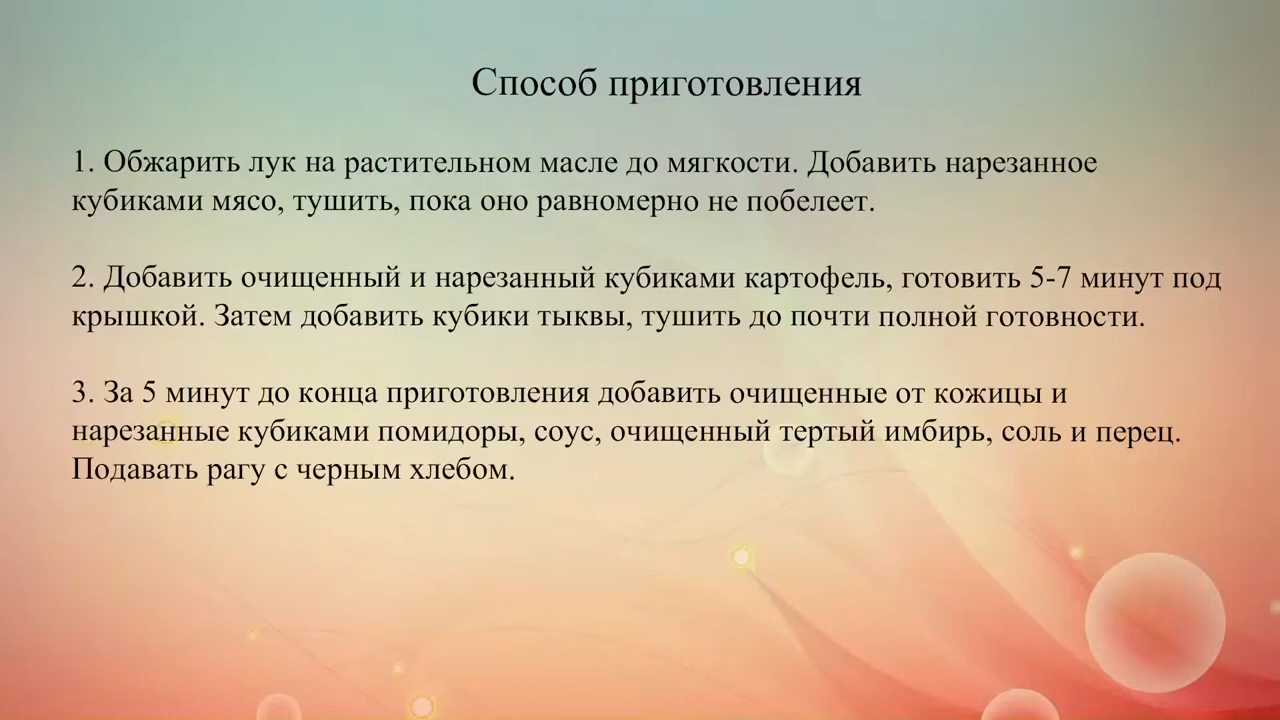 Способ приготовления
1. Обжарить лук на растительном масле до мягкости. Добавить нарезанное
кубиками мясо, тушить, пока оно равномерно не побелеет.
2. Добавить очищенный и нарезанный кубиками картофель, готовить 5-7 минут под
крышкой. Затем добавить кубики тыквы, тушить до почти полной готовности.
3. За 5 минут до конца приготовления добавить очищенные от кожицы и
нарезанные кубиками помидоры, соус, очищенный тертый имбирь, соль и перец.
Подавать рагу с черным хлебом.